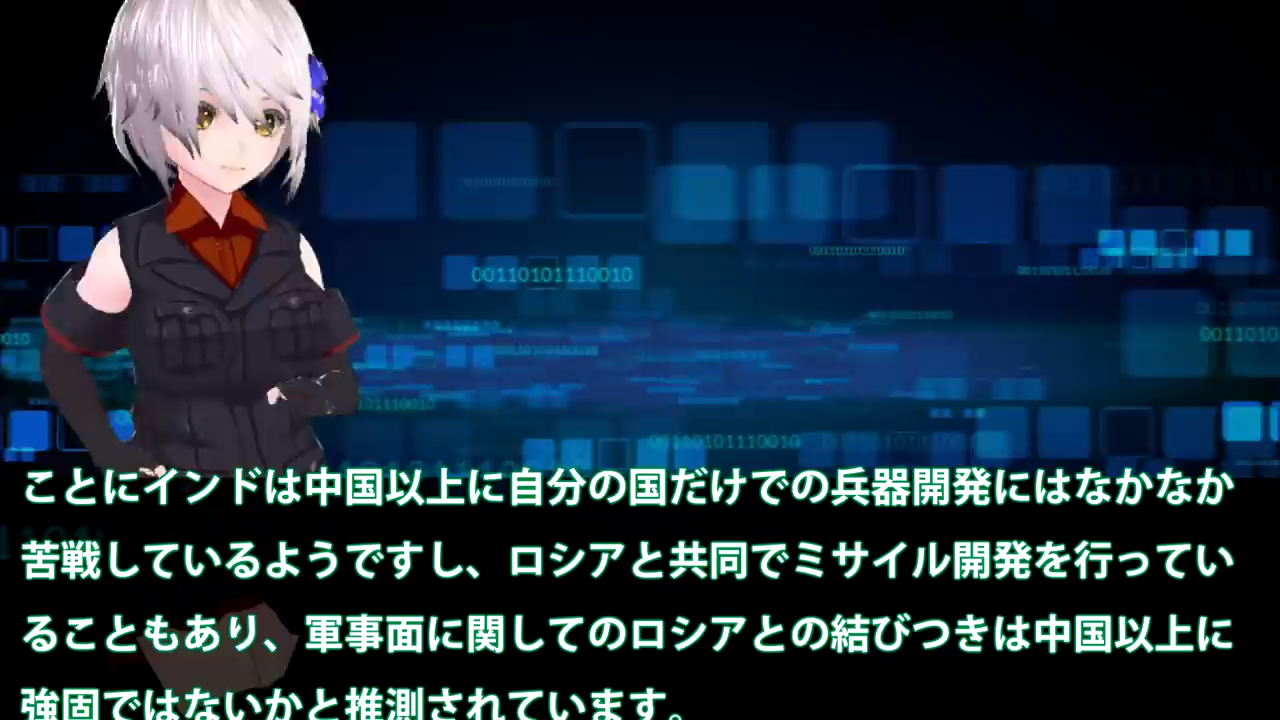 00110101110010
00110101110010
ことにインドは中国以上に自分の国だけでの兵器開発にはなかなか
苦戦しているようですし、ロシアと共同でミサイル開発を行ってい
ることもあり、軍事面に関してのロシアとの結びつきは中国以上に
強固ではないかと推測されています。